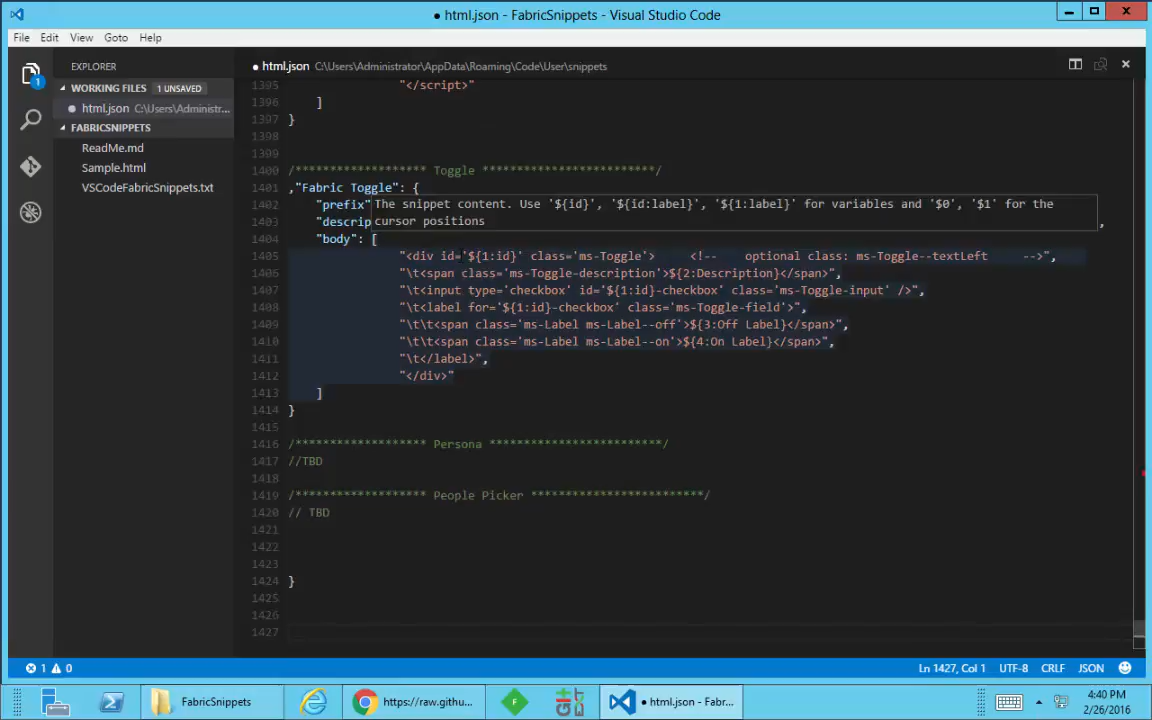 ● html.json - FabricSnippets - Visual Studio Code
File Edit View Goto Help
EXPLORER
WORKING FILES 1 UNSAVED
html.json C:\Users\Administr...
FABRICSNIPPETS
ReadMe.md
Sample.html
VSCodeFabricSnippets.txt
1
● html.json C:\Users\Administrator\AppData\Roaming\Code\User\snippets
1395 "</script>"
1396 ]
1397 }
1398
1399
1400 /******************* Toggle *************************/
1401 ,"Fabric Toggle": {
1402 "prefix"
The snippet content. Use '${id}', '${id:label}', '${1:label}' for variables and '$0', '$1' for the
cursor positions
1403 "descrip ,
1404 "body": [
1405 "<div id='${1:id}' class='ms-Toggle'> <!-- optional class: ms-Toggle--textLeft -->",
1406 "\t<span class='ms-Toggle-description'>${2:Description}</span>",
1407 "\t<input type='checkbox' id='${1:id}-checkbox' class='ms-Toggle-input' />",
1408 "\t<label for='${1:id}-checkbox' class='ms-Toggle-field'>",
1409 "\t\t<span class='ms-Label ms-Label--off'>${3:Off Label}</span>",
1410 "\t\t<span class='ms-Label ms-Label--on'>${4:On Label}</span>",
1411 "\t</label>",
1412 "</div>"
1413 ]
1414 }
1415
1416 /******************* Persona *************************/
1417 //TBD
1418
1419 /******************* People Picker *************************/
1420 // TBD
1421
1422
1423
1424 }
1425
1426
1427
1 0 Ln 1427, Col 1 UTF-8 CRLF JSON
FabricSnippets https://raw.githu... F ● html.json - Fabr... 4:40 PM
2/26/2016